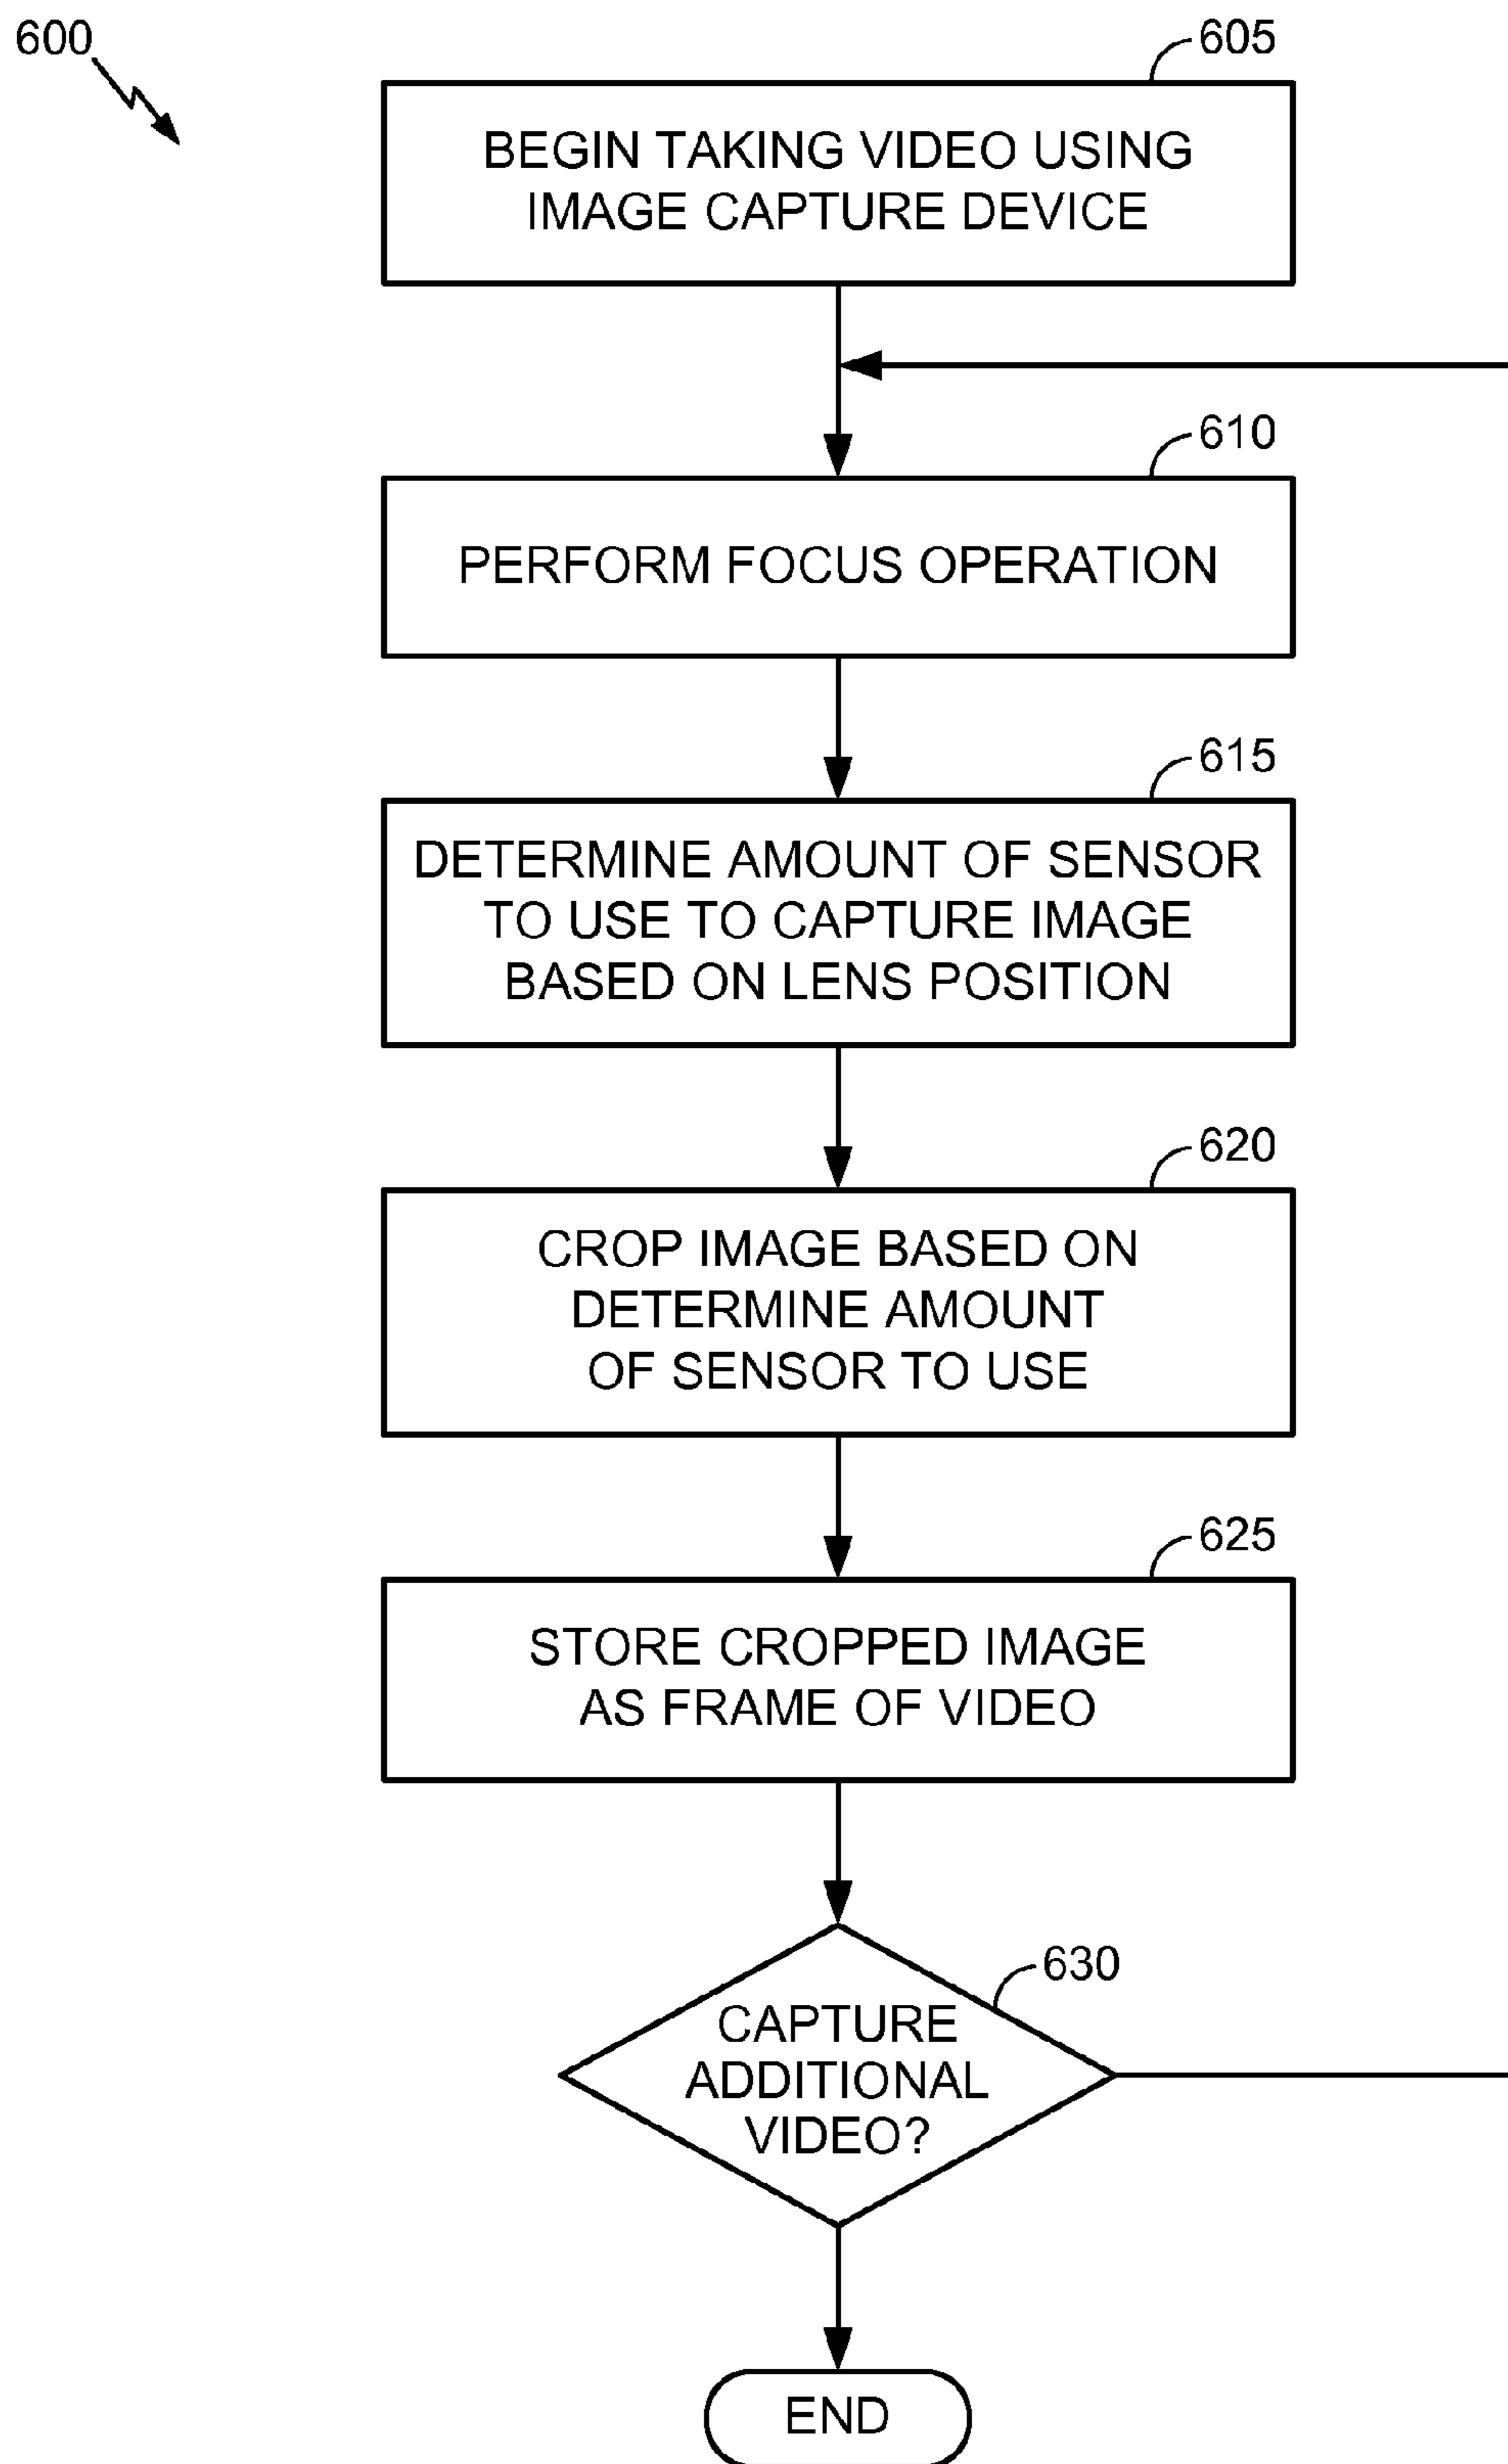 600
605
BEGIN TAKING VIDEO USING
IMAGE CAPTURE DEVICE
610
PERFORM FOCUS OPERATION
615
DETERMINE AMOUNT OF SENSOR
TO USE TO CAPTURE IMAGE
BASED ON LENS POSITION
620
CROP IMAGE BASED ON
DETERMINE AMOUNT
OF SENSOR TO USE
625
STORE CROPPED IMAGE
AS FRAME OF VIDEO
630
CAPTURE
ADDITIONAL
VIDEO?
END